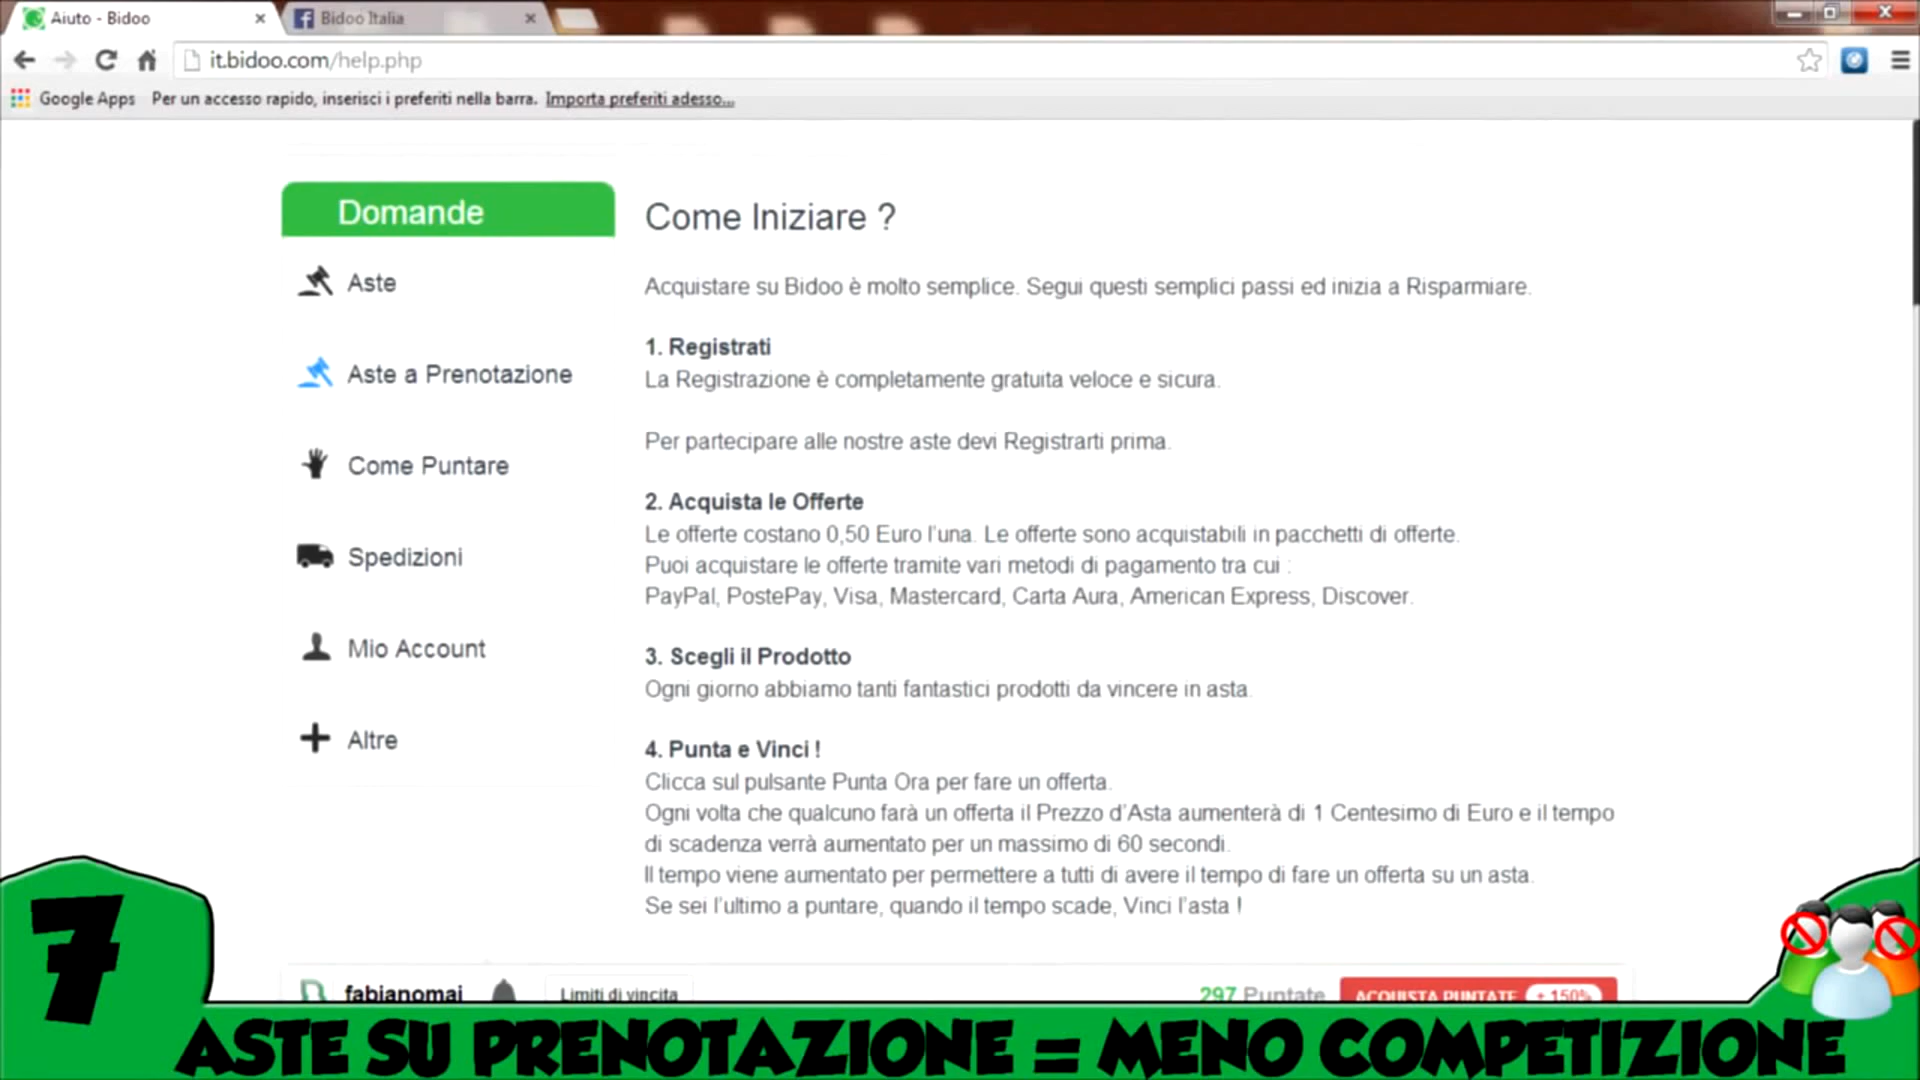 Aiuto - Bidoo
Bidoo Italia
it.bidoo.com/help.php
Google Apps Per un accesso rapido, inserisci i preferiti nella barra. Importa preferiti adesso...
Domande
Aste
Aste a Prenotazione
Come Puntare
Spedizioni
Mio Account
Altre
Come Iniziare ?
Acquistare su Bidoo è molto semplice. Segui questi semplici passi ed inizia a Risparmiare.
1. Registrati
La Registrazione è completamente gratuita veloce e sicura.
Per partecipare alle nostre aste devi Registrarti prima.
2. Acquista le Offerte
Le offerte costano 0,50 Euro l'una. Le offerte sono acquistabili in pacchetti di offerte.
Puoi acquistare le offerte tramite vari metodi di pagamento tra cui :
PayPal, PostePay, Visa, Mastercard, Carta Aura, American Express, Discover.
3. Scegli il Prodotto
Ogni giorno abbiamo tanti fantastici prodotti da vincere in asta.
4. Punta e Vinci !
Clicca sul pulsante Punta Ora per fare un offerta.
Ogni volta che qualcuno farà un offerta il Prezzo d'Asta aumenterà di 1 Centesimo di Euro e il tempo
di scadenza verrà aumentato per un massimo di 60 secondi.
Il tempo viene aumentato per permettere a tutti di avere il tempo di fare un offerta su un asta.
Se sei l'ultimo a puntare, quando il tempo scade, Vinci l'asta !
fabianomai Limiti di vincita 297 Puntate ACQUISTA PUNTATE + 150%
7
ASTE SU PRENOTAZIONE = MENO COMPETIZIONE